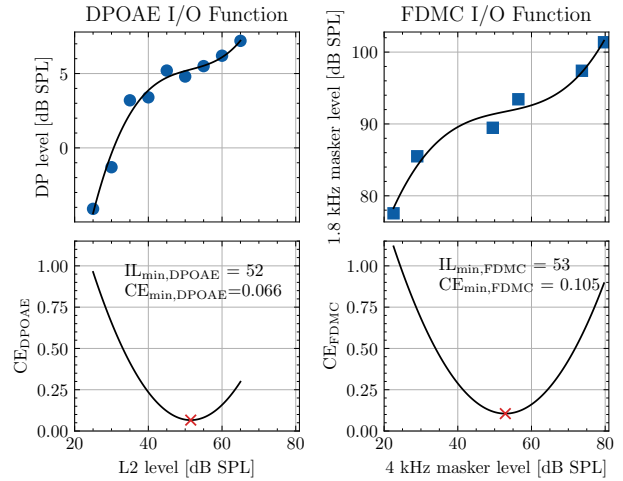 DPOAE I/O Function
DP level [dB SPL]
5
0
FDMC I/O Function
1.8 kHz masker level [dB SPL]
100
90
80
CE_DPOAE
1.00
0.75
0.50
0.25
0.00
IL_min,DPOAE = 52
CE_min,DPOAE=0.066
20 40 60 80
L2 level [dB SPL]
CE_FDMC
1.00
0.75
0.50
0.25
0.00
IL_min,FDMC = 53
CE_min,FDMC = 0.105
20 40 60 80
4 kHz masker level [dB SPL]